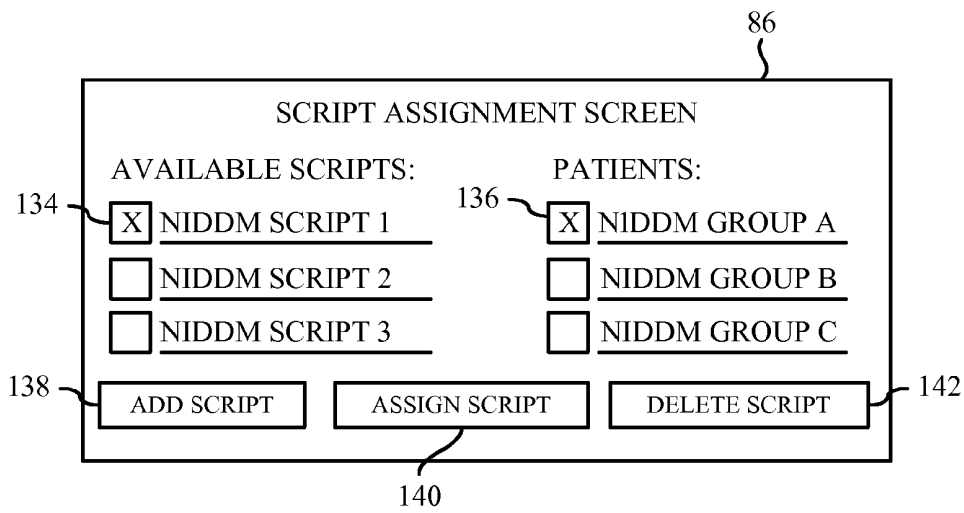 86
SCRIPT ASSIGNMENT SCREEN
AVAILABLE SCRIPTS: PATIENTS:
134 X NIDDM SCRIPT 1 136 X N1DDM GROUP A
NIDDM SCRIPT 2 NIDDM GROUP B
NIDDM SCRIPT 3 NIDDM GROUP C
138 ADD SCRIPT ASSIGN SCRIPT DELETE SCRIPT 142
140